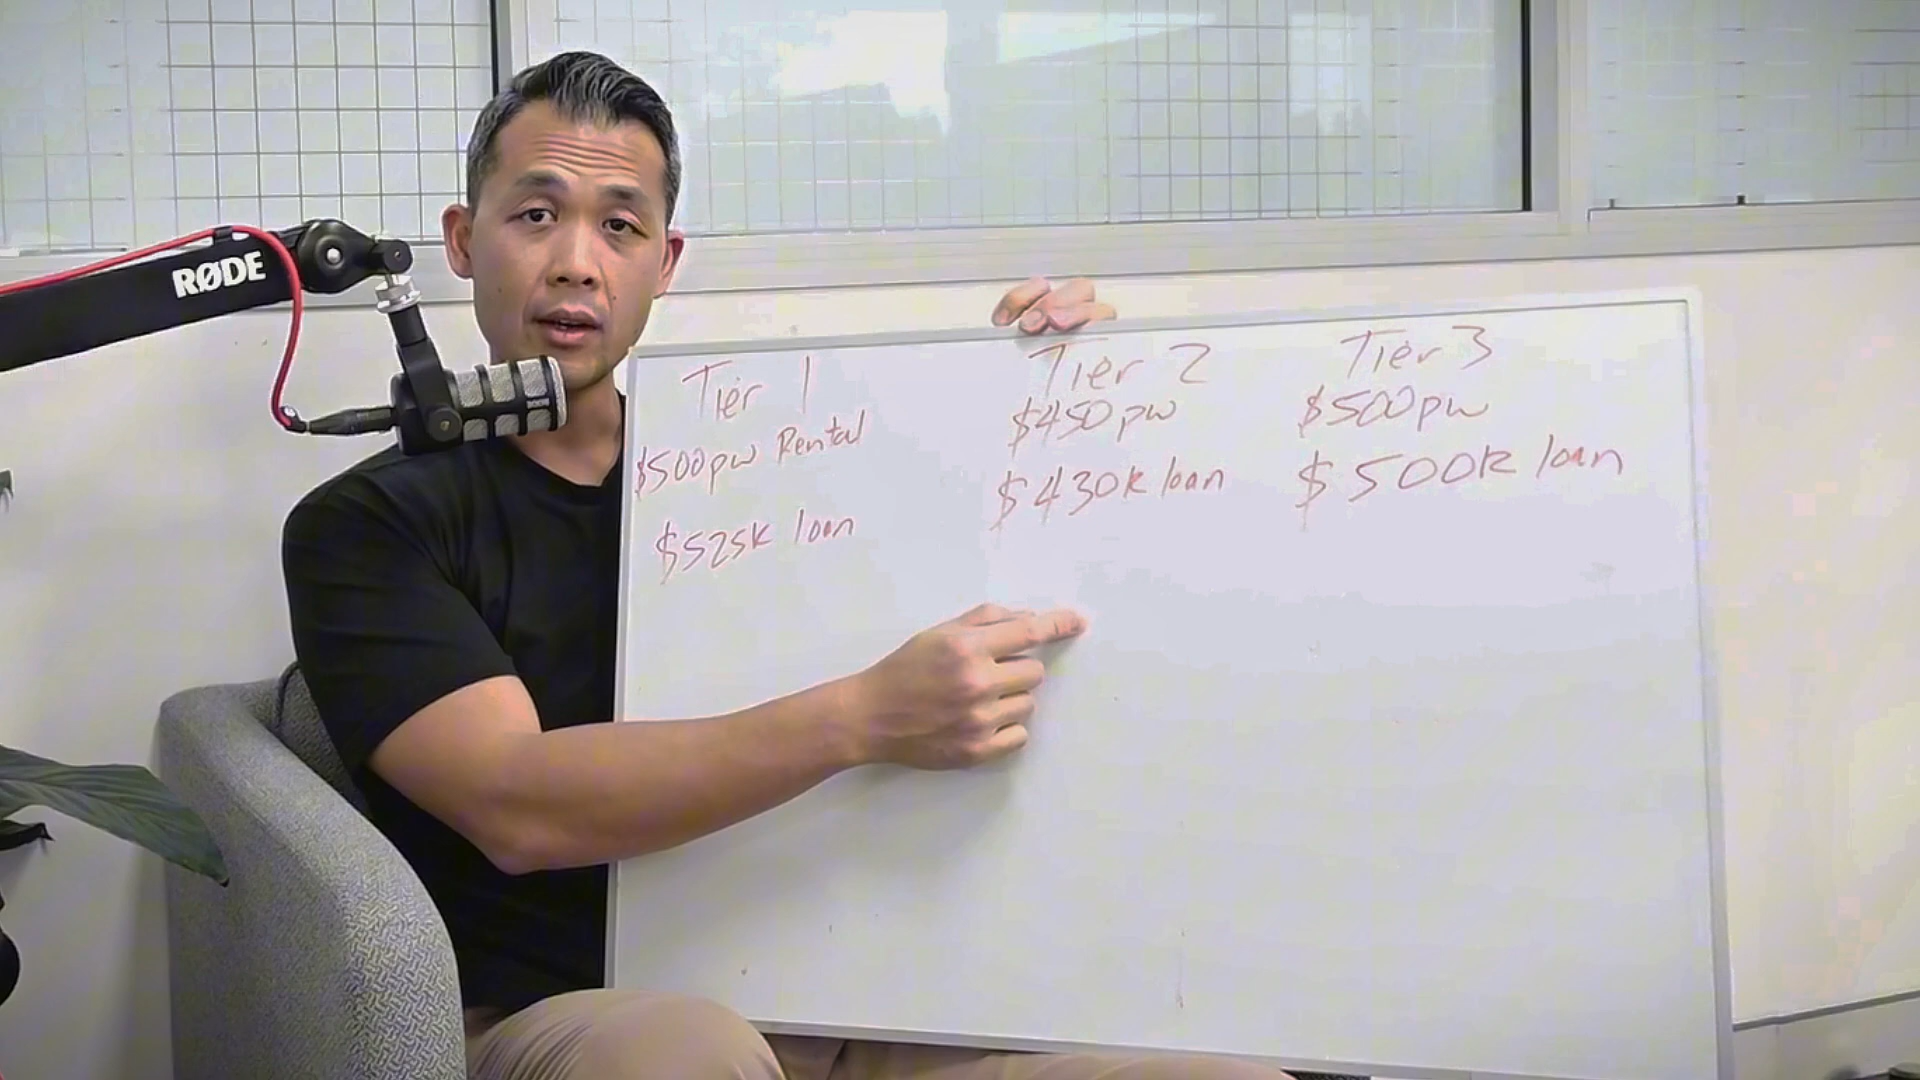 RØDE
Tier 1
$500pw Rental
$525k loan
Tier 2
$450pw
$430k loan
Tier 3
$500pw
$500k loan